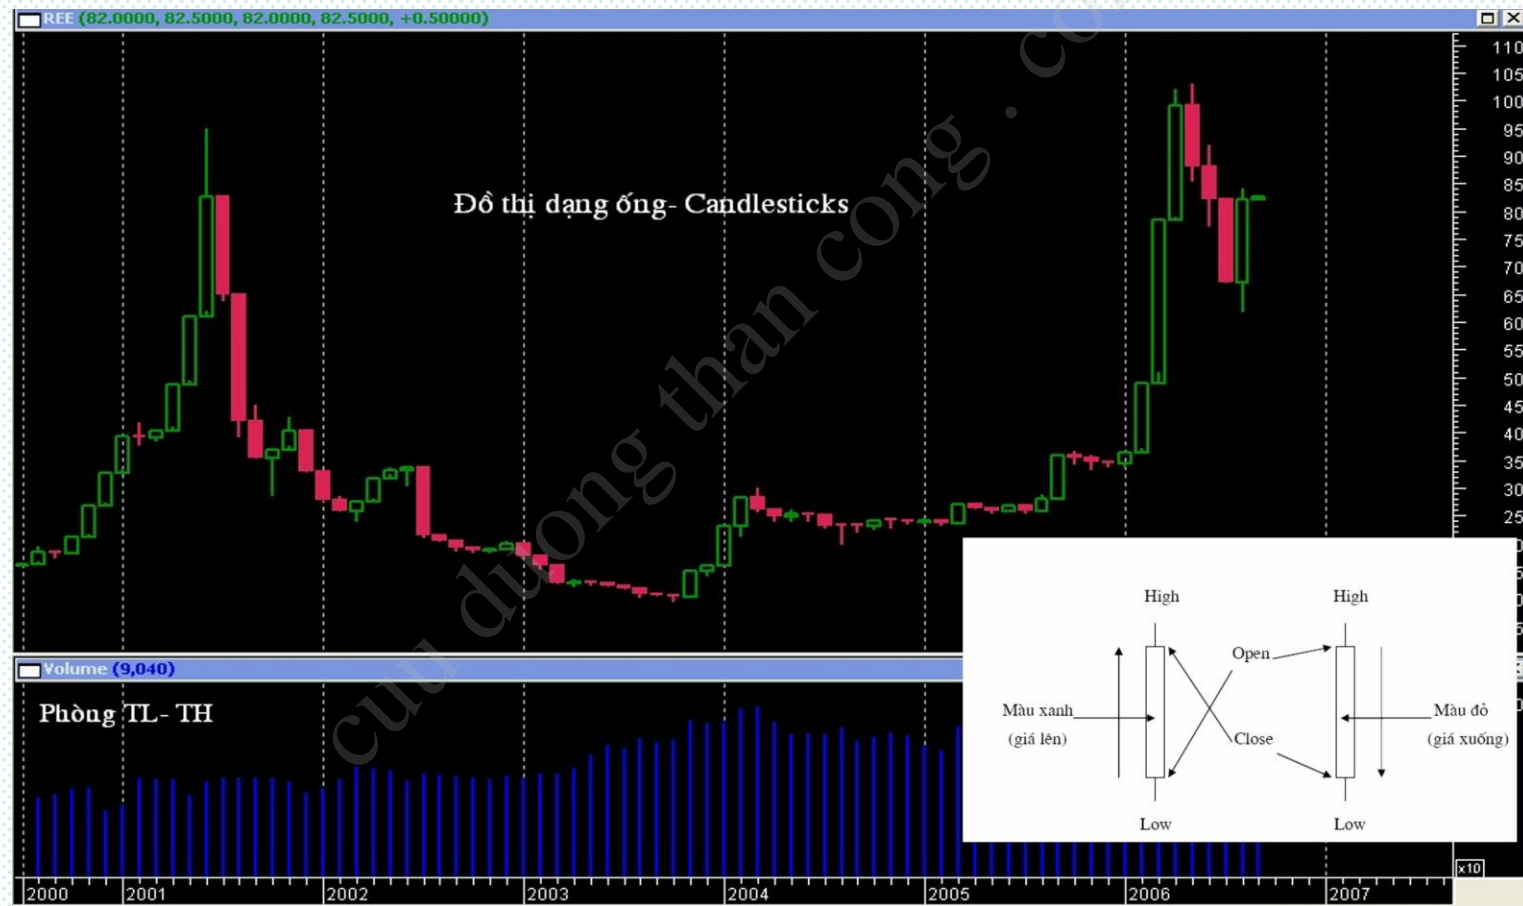 REE (82.0000, 82.5000, 82.0000, 82.5000, +0.50000)
110
105
100
95
90
85
80
75
70
65
60
55
50
45
40
35
30
25
Đồ thị dạng ống- Candlesticks
cuu duong than cong . com
High
High
Open
Màu xanh
(giá lên)
Màu đỏ
(giá xuống)
Close
Low
Low
Volume (9,040)
Phòng TL- TH
x10
2000
2001
2002
2003
2004
2005
2006
2007